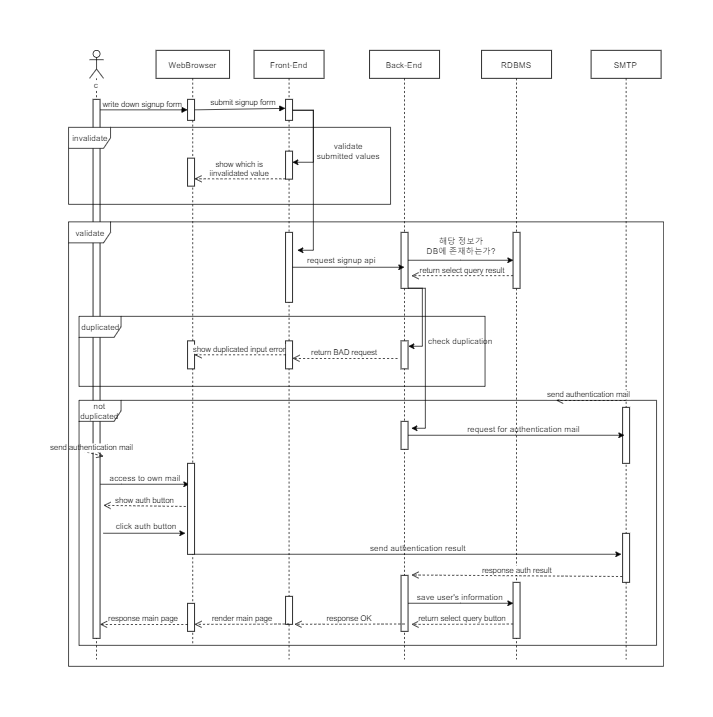 WebBrowser
Front-End
Back-End
RDBMS
SMTP
c
write down signup form
submit signup form
invalidate
validate
submitted values
show which is
iinvalidated value
validate
해당 정보가
DB에 존재하는가?
request signup api
return select query result
duplicated
show duplicated input error
return BAD request
check duplication
send authentication mail
not
duplicated
request for authentication mail
send authentication mail
access to own mail
show auth button
click auth button
send authentication result
response auth result
save user's information
response main page
render main page
response OK
return select query button